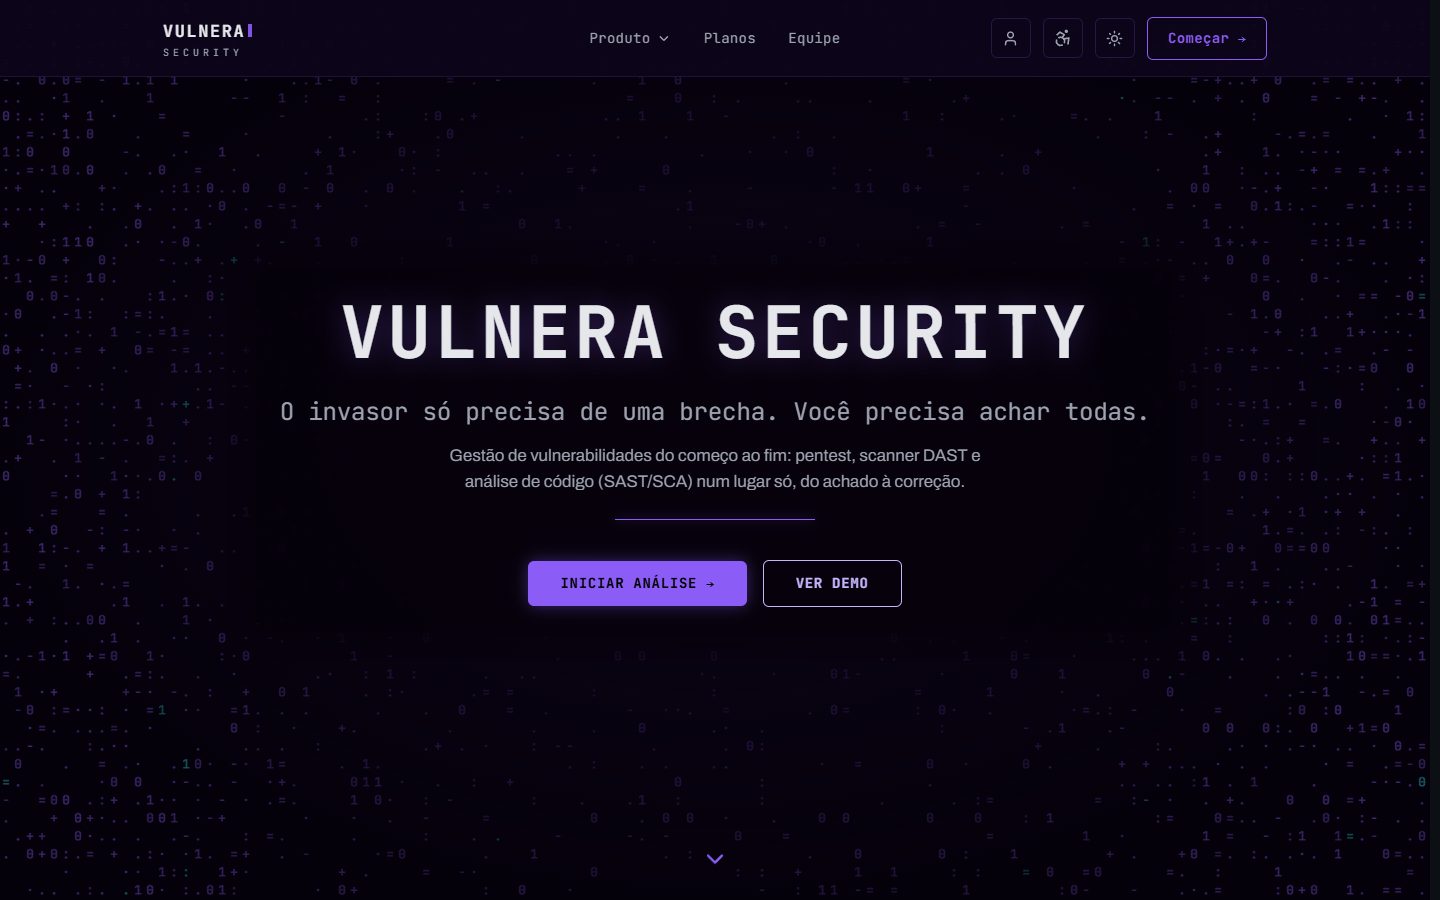 VULNERA
SECURITY
Produto
Planos
Equipe
Começar →
VULNERA SECURITY
O invasor só precisa de uma brecha. Você precisa achar todas.
Gestão de vulnerabilidades do começo ao fim: pentest, scanner DAST e
análise de código (SAST/SCA) num lugar só, do achado à correção.
INICIAR ANÁLISE →
VER DEMO